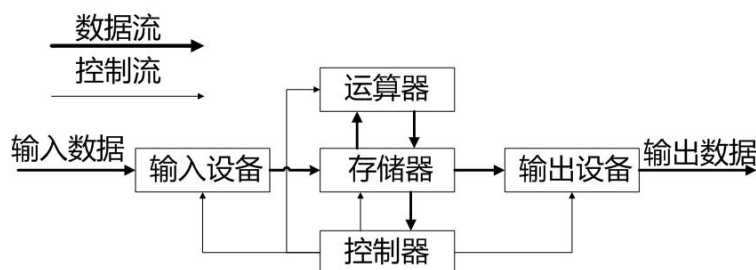 数据流
控制流
运算器
输入数据
输入设备
存储器
输出设备
输出数据
控制器